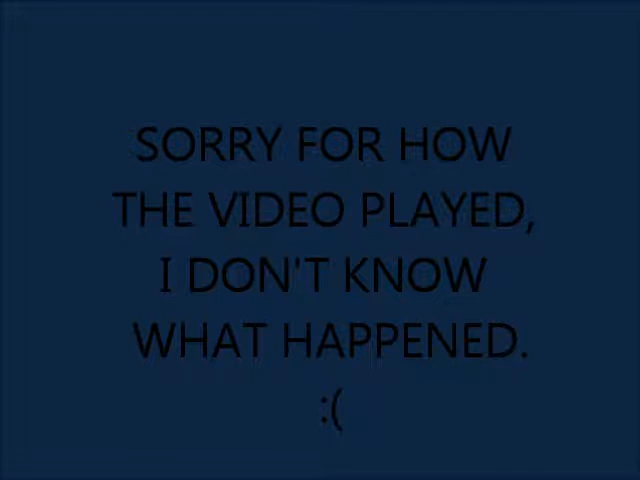 SORRY FOR HOW
THE VIDEO PLAYED,
I DON'T KNOW
WHAT HAPPENED.
:(